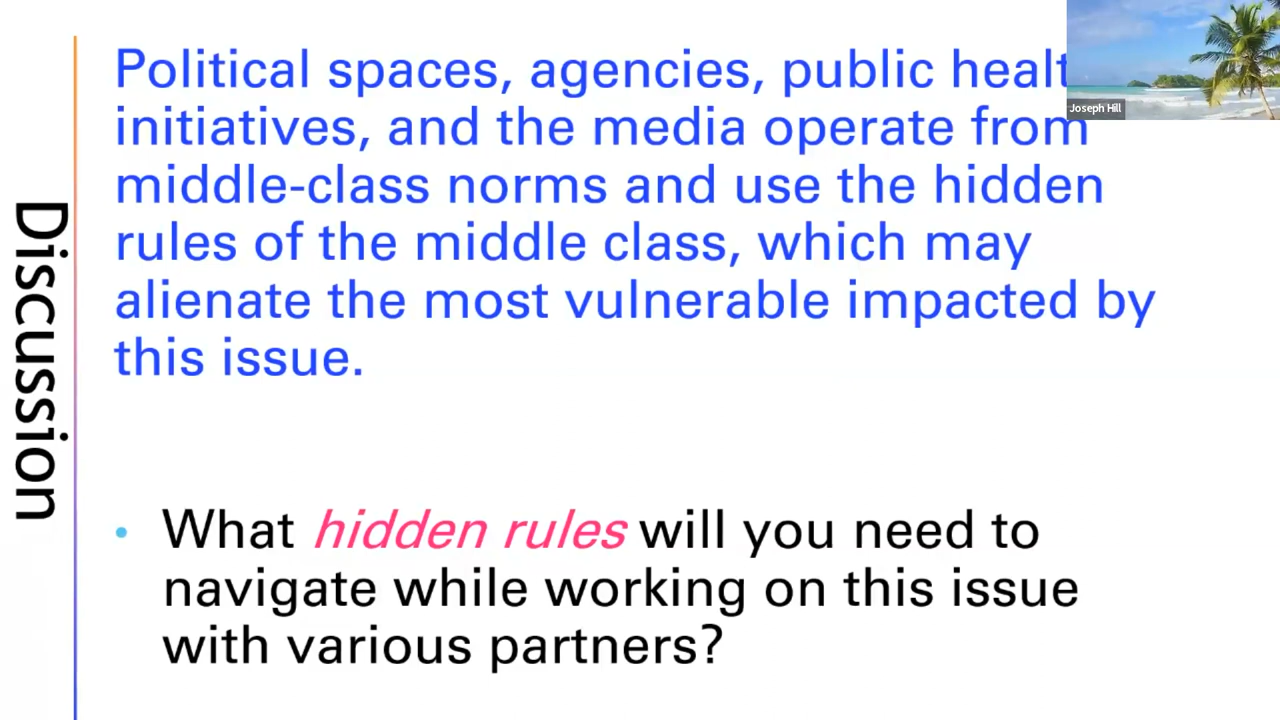 Discussion
Political spaces, agencies, public healt
initiatives, and the media operate from
middle-class norms and use the hidden
rules of the middle class, which may
alienate the most vulnerable impacted by
this issue.
• What hidden rules will you need to
navigate while working on this issue
with various partners?
Joseph Hill